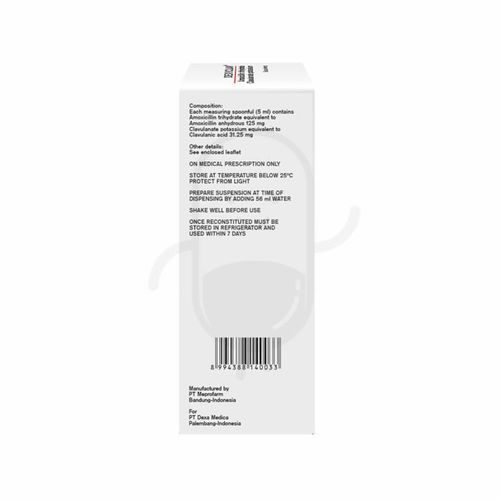 Composition:
Each measuring spoonful (5 ml) contains
Amoxicillin trihydrate equivalent to
Amoxicillin anhydrous 125 mg
Clavulanate potassium equivalent to
Clavulanic acid 31.25 mg
Other details:
See enclosed leaflet
ON MEDICAL PRESCRIPTION ONLY
STORE AT TEMPERATURE BELOW 25°C
PROTECT FROM LIGHT
PREPARE SUSPENSION AT TIME OF
DISPENSING BY ADDING 56 ml WATER
SHAKE WELL BEFORE USE
ONCE RECONSTITUTED MUST BE
STORED IN REFRIGERATOR AND
USED WITHIN 7 DAYS
8 994388 140033
Manufactured by
PT Meprofarm
Bandung-Indonesia
For
PT Dexa Medica
Palembang-Indonesia